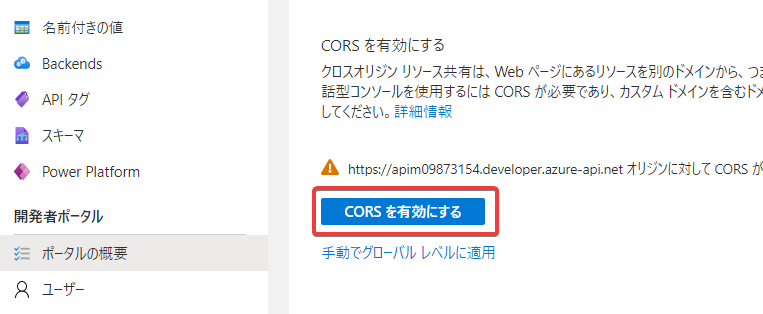 名前付きの値
Backends
API タグ
スキーマ
Power Platform
開発者ポータル
ポータルの概要
ユーザー
CORS を有効にする
クロスオリジン リソース共有は、Web ページにあるリソースを別のドメインから、つま
話型コンソールを使用するには CORS が必要であり、カスタム ドメインを含むドメ
してください。詳細情報
https://apim09873154.developer.azure-api.net オリジンに対して CORS が
CORS を有効にする
手動でグローバル レベルに適用